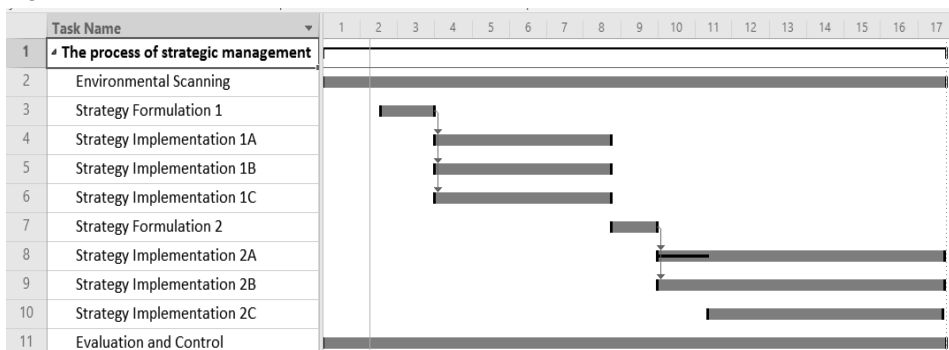 Task Name 1 2 3 4 5 6 7 8 9 10 11 12 13 14 15 16 17
1 The process of strategic management
2 Environmental Scanning
3 Strategy Formulation 1
4 Strategy Implementation 1A
5 Strategy Implementation 1B
6 Strategy Implementation 1C
7 Strategy Formulation 2
8 Strategy Implementation 2A
9 Strategy Implementation 2B
10 Strategy Implementation 2C
11 Evaluation and Control